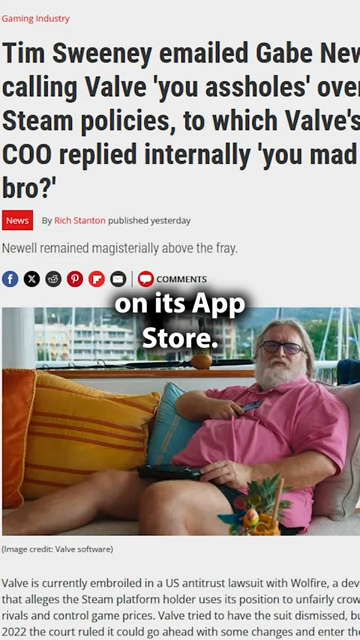 Gaming Industry
Tim Sweeney emailed Gabe New
calling Valve 'you assholes' over
Steam policies, to which Valve's
COO replied internally 'you mad
bro?'
News By Rich Stanton published yesterday
Newell remained magisterially above the fray.
COMMENTS
on its App
Store.
(Image credit: Valve software)
Valve is currently embroiled in a US antitrust lawsuit with Wolfire, a dev
that alleges the Steam platform holder uses its position to unfairly crow
rivals and control game prices. Valve tried to have the suit dismissed, bu
2022 the court ruled it could go ahead with some changes and enter th